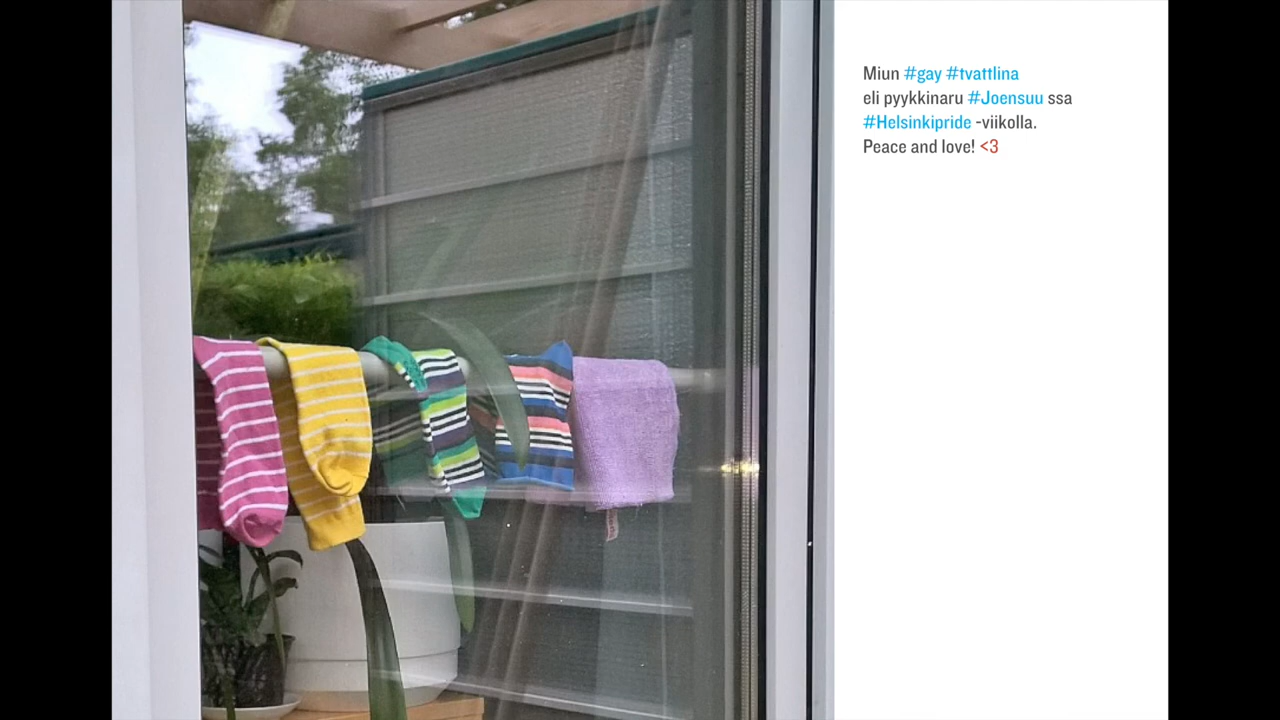 Miun #gay #tvattlina
eli pyykkinaru #Joensuu ssa
#Helsinkipride -viikolla.
Peace and love! <3